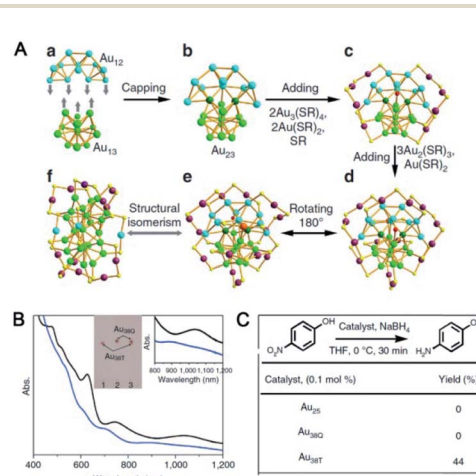 A
a
b
c
Au12
Capping
Adding
Au13
Au23
2Au3(SR)4,
2Au(SR)2,
SR
Adding
3Au2(SR)3,
Au(SR)2
f
e
d
Structural
isomerism
Rotating
180°
B
Abs.
400
600
800
1,000
1,200
Au38Q
Au38T
1 2 3
Abs.
800 900 1,000 1,100 1,200
Wavelength (nm)
C
OH
O2N
Catalyst, NaBH4
THF, 0 °C, 30 min
H2N
Catalyst, (0.1 mol %) Yield (%
Au25 0
Au38Q 0
Au38T 44